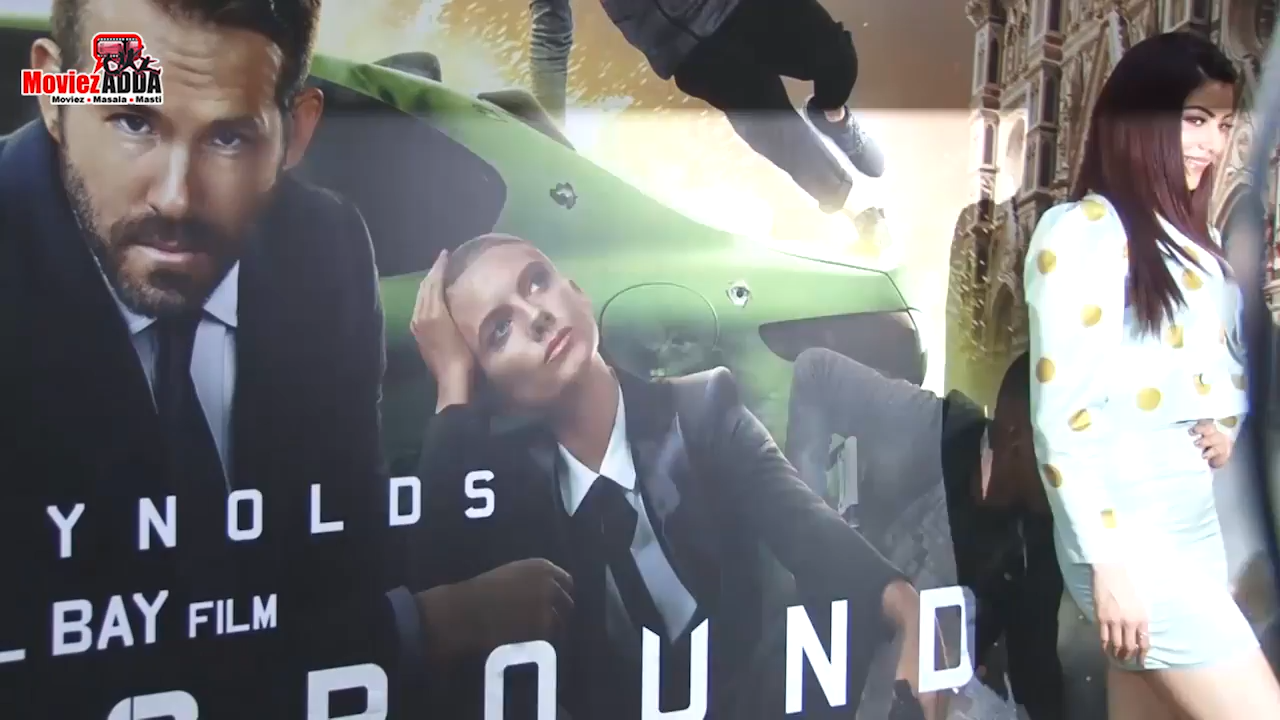 Moviez ADDA
Moviez • Masala • Masti
YNOLDS
BAY FILM
ROUND